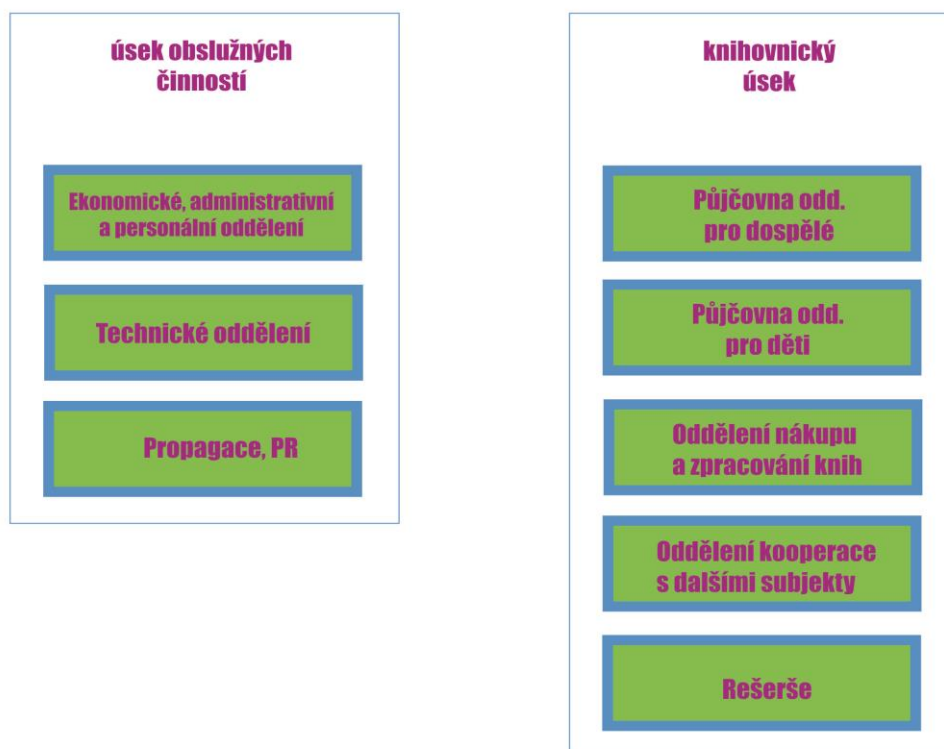 úsek obslužných
činností
Ekonomické, administrativní
a personální oddělení
Technické oddělení
Propagace, PR
knihovnický
úsek
Půjčovna odd.
pro dospělé
Půjčovna odd.
pro děti
Oddělení nákupu
a zpracování knih
Oddělení kooperace
s dalšími subjekty
Rešerše